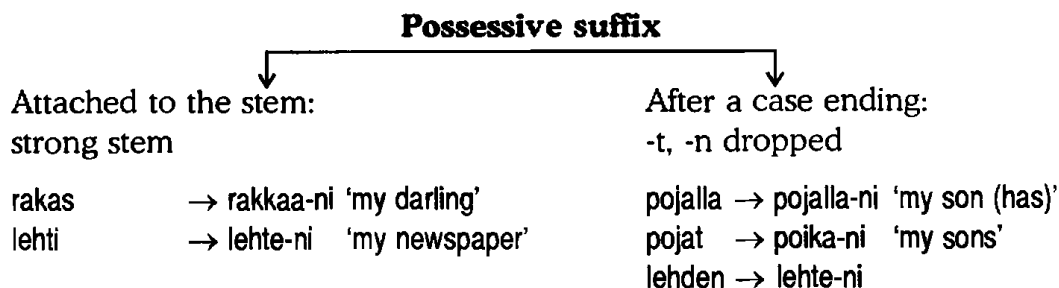 Possessive suffix
Attached to the stem:
strong stem
rakas → rakkaa-ni 'my darling'
lehti → lehte-ni 'my newspaper'
After a case ending:
-t, -n dropped
pojalla → pojalla-ni 'my son (has)'
pojat → poika-ni 'my sons'
lehden → lehte-ni